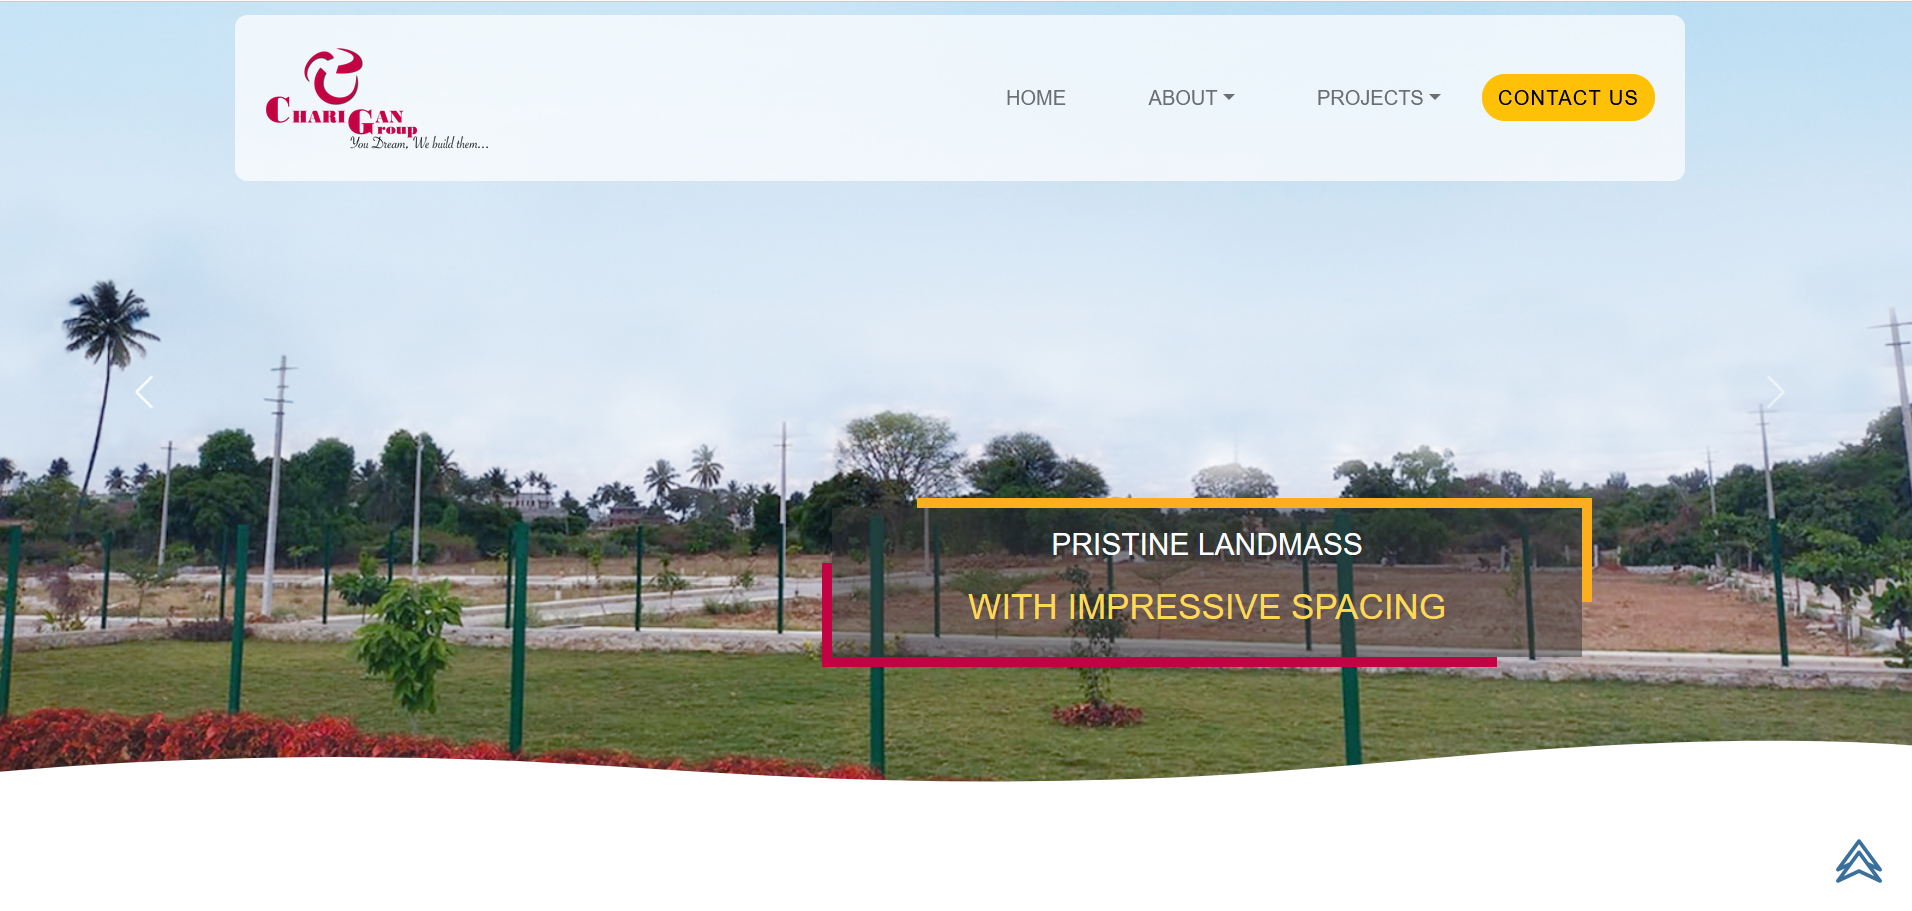 CHARIGAN
Group
You Dream, We build them...
HOME
ABOUT
PROJECTS
CONTACT US
PRISTINE LANDMASS
WITH IMPRESSIVE SPACING